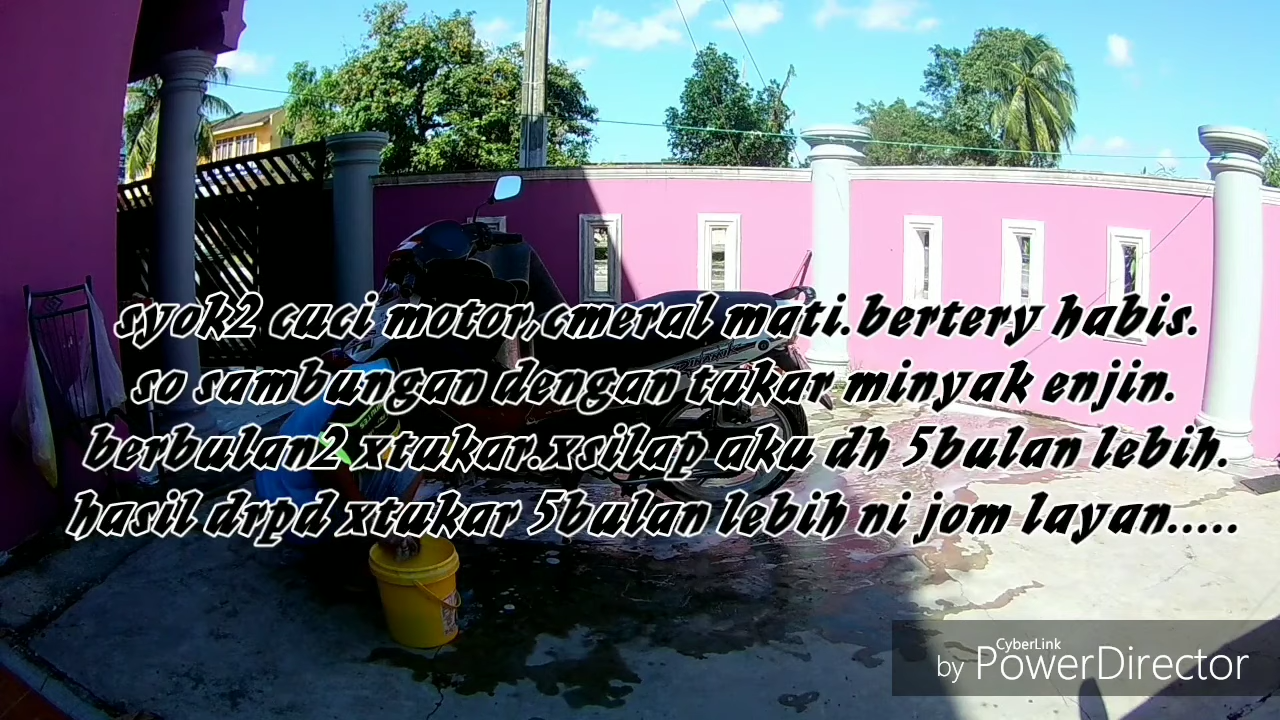 syok2 cuci motor,cmeral mati.bertery habis.
so sambungan dengan tukar minyak enjin.
berbulan2 xtukar.xsilap aku dh 5bulan lebih.
hasil drpd xtukar 5bulan lebih ni jom layan.....
CyberLink
by PowerDirector